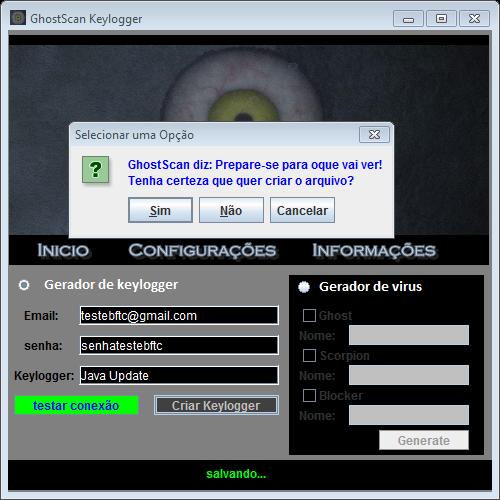 GhostScan Keylogger
Selecionar uma Opção
GhostScan diz: Prepare-se para oque vai ver!
Tenha certeza que quer criar o arquivo?
Sim Não Cancelar
INICIO CONFIGURAÇÕES INFORMAÇÕES
Gerador de keylogger
Email: testebftc@gmail.com
senha: senhatestebftc
Keylogger: Java Update
testar conexão Criar Keylogger
Gerador de virus
Ghost
Nome:
Scorpion
Nome:
Blocker
Nome:
Generate
salvando...